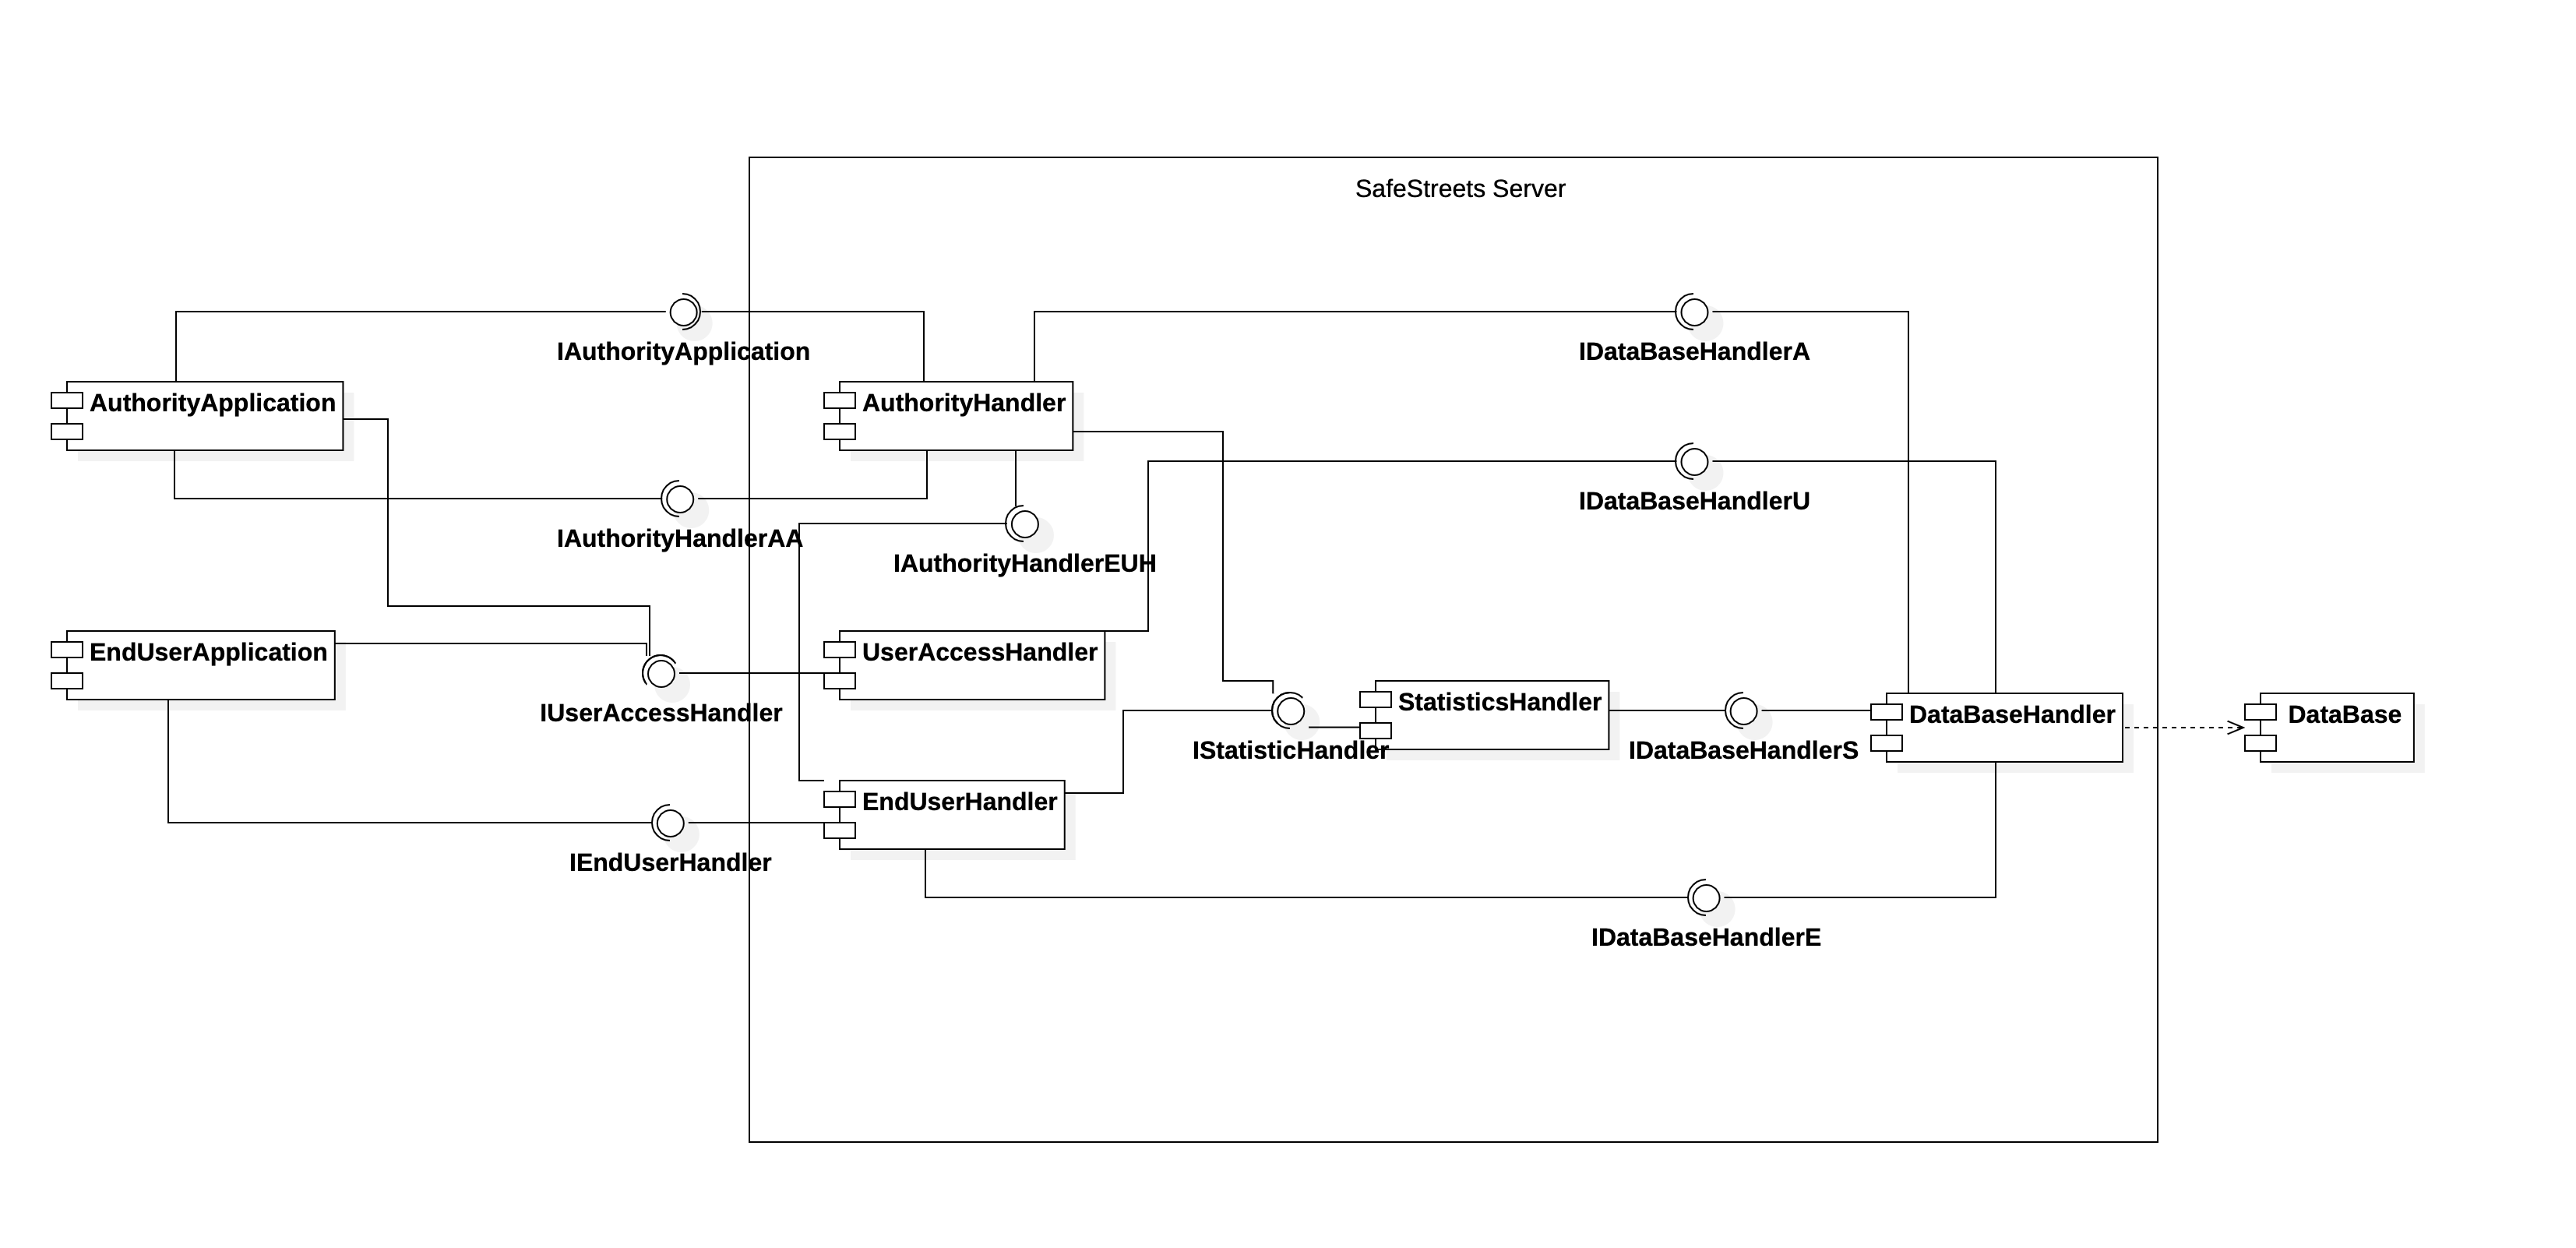 SafeStreets Server
IAuthorityApplication
IDataBaseHandlerA
AuthorityApplication
AuthorityHandler
IDataBaseHandlerU
IAuthorityHandlerAA
IAuthorityHandlerEUH
EndUserApplication
UserAccessHandler
IUserAccessHandler
StatisticsHandler
DataBaseHandler
DataBase
IStatisticHandler
IDataBaseHandlerS
EndUserHandler
IEndUserHandler
IDataBaseHandlerE